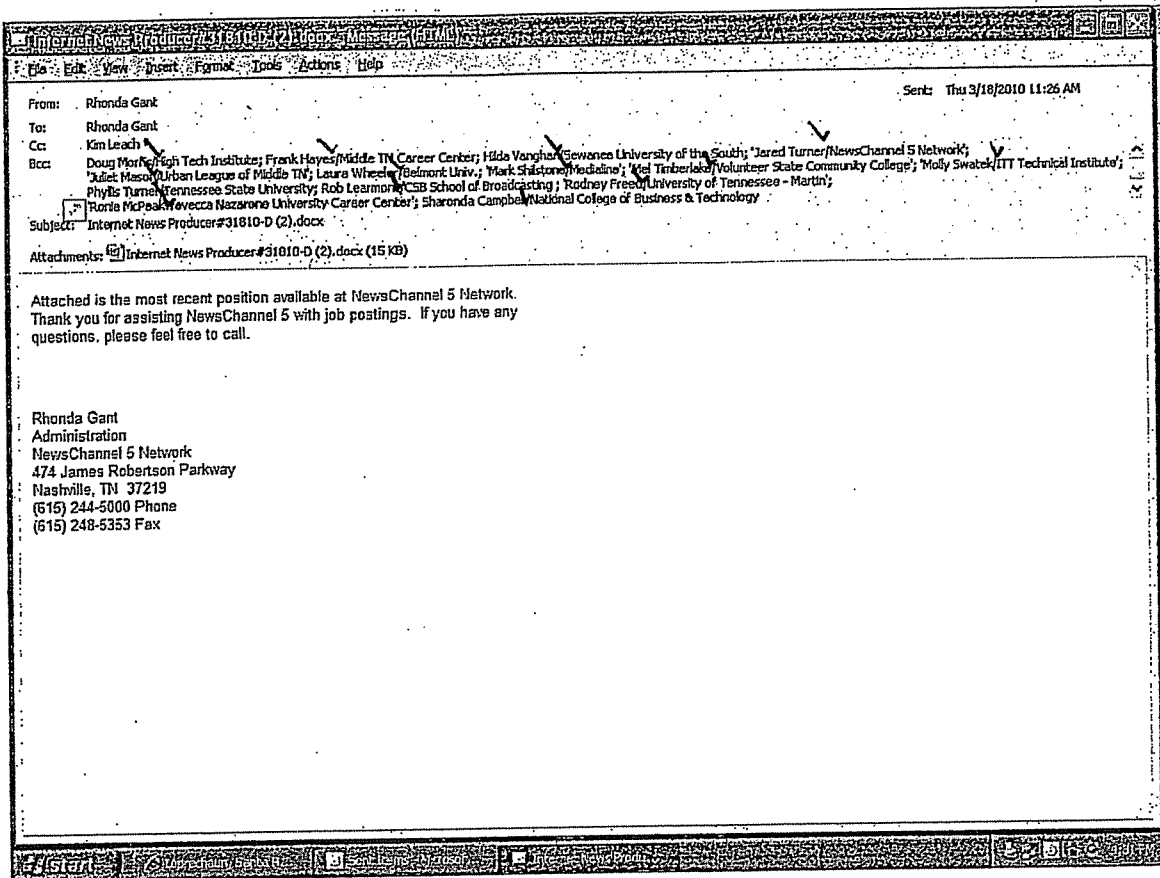 Internet News Producer#31810-D (2).docx - Message (HTML)
File Edit View Insert Format Tools Actions Help
From: Rhonda Gant
Sent: Thu 3/18/2010 11:26 AM
To: Rhonda Gant
Cc: Kim Leach
Bcc: Doug Morris/High Tech Institute; Frank Hayes/Middle TN Career Center; Hilda Vanghan/Sewanee University of the South; 'Jared Turner/NewsChannel 5 Network';
'Juliet Mason/Urban League of Middle TN'; Laura Wheeler/Belmont Univ.; 'Mark Shilstone/Medialine'; Timberlake/Volunteer State Community College'; 'Molly Swatek/ITT Technical Institute';
Phyllis Turner/Tennessee State University; Rob Learmont/CSB School of Broadcasting ; 'Rodney Freed/University of Tennessee - Martin';
McPeak/Trevecca Nazarene University Career Center'; Sharonda Campbell/National College of Business & Technology
Subject: Internet News Producer#31810-D (2).docx
Attachments: Internet News Producer#31810-D (2).docx (15 KB)
Attached is the most recent position available at NewsChannel 5 Network.
Thank you for assisting NewsChannel 5 with job postings. If you have any
questions, please feel free to call.
Rhonda Gant
Administration
NewsChannel 5 Network
474 James Robertson Parkway
Nashville, TN 37219
(615) 244-5000 Phone
(615) 248-5353 Fax
Start